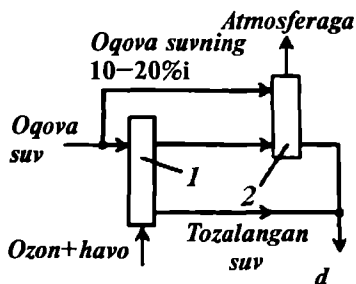 Atmosferaga
Oqova suvning
10−20%i
Oqova
suv
1
2
Ozon+havo
Tozalangan
suv
d